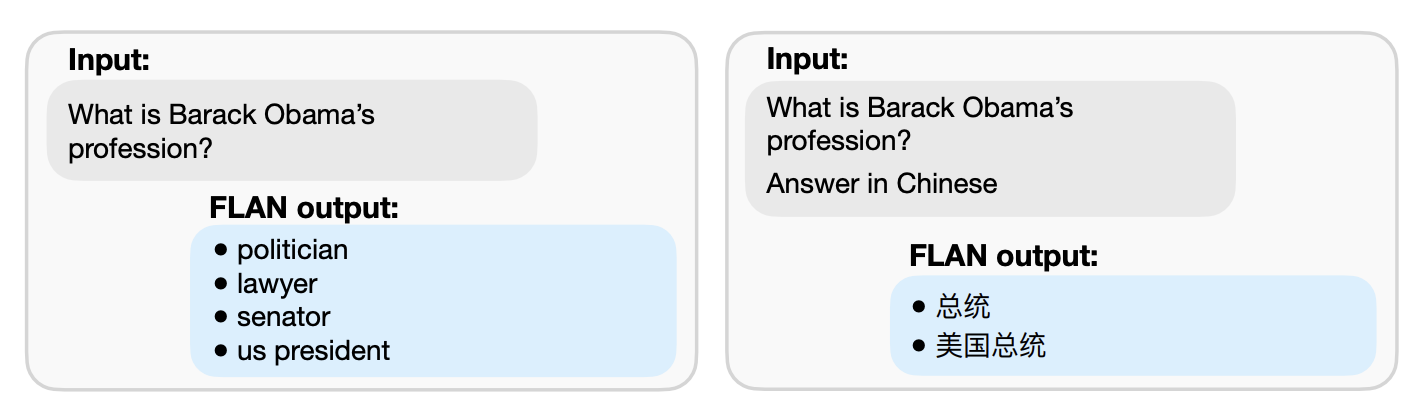 Input:
What is Barack Obama’s
profession?
FLAN output:
● politician
● lawyer
● senator
● us president
Input:
What is Barack Obama’s
profession?
Answer in Chinese
FLAN output:
● 总统
● 美国总统